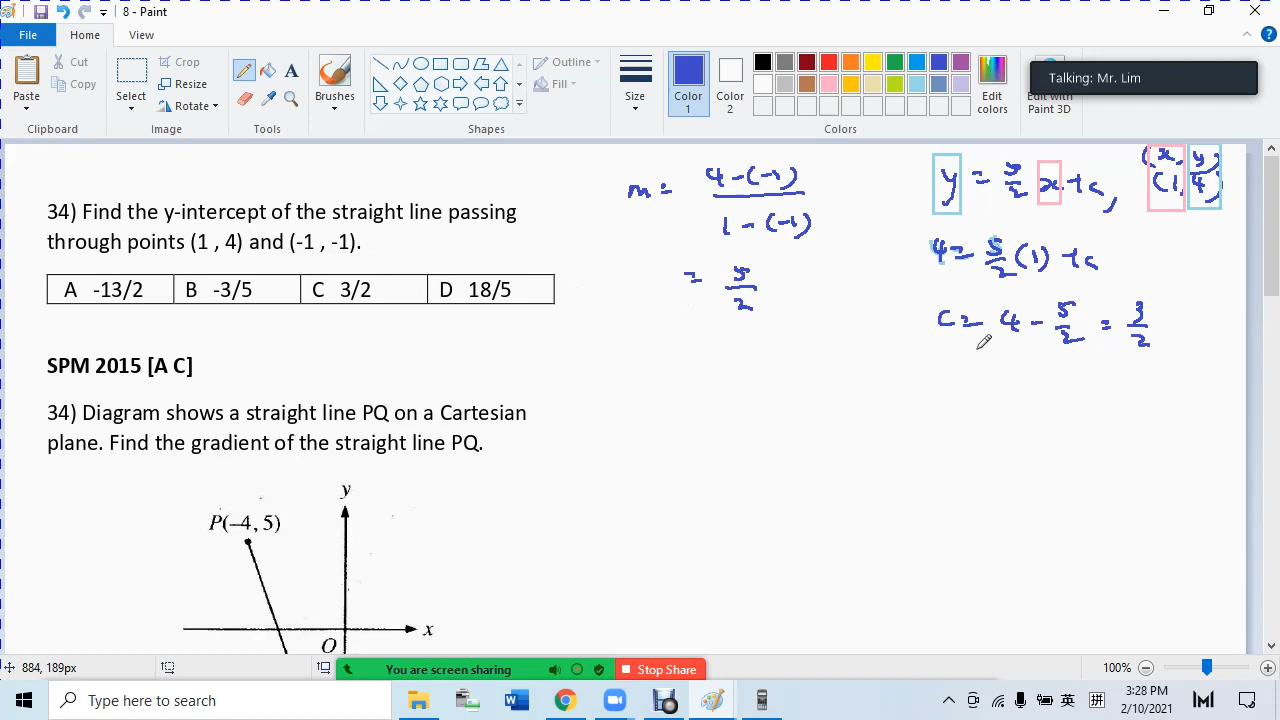 8 - Paint
File Home View
Paste
Cut
Copy
Clipboard
Select
Crop
Resize
Rotate
Image
A
Tools
Brushes
Outline
Fill
Shapes
Size
Color 1
Color 2
Edit colors
Edit with Paint 3D
Colors
Talking: Mr. Lim
34) Find the y-intercept of the straight line passing
through points (1 , 4) and (-1 , -1).
A -13/2 B -3/5 C 3/2 D 18/5
m = 4-(-1) / 1-(-1)
= 5/2
y = 5/2 x + c, (x, y) (1, 4)
4 = 5/2 (1) + c
c = 4 - 5/2 = 3/2
SPM 2015 [A C]
34) Diagram shows a straight line PQ on a Cartesian
plane. Find the gradient of the straight line PQ.
y
P(–4, 5)
x
O
884, 189px
You are screen sharing
Stop Share
100%
Type here to search
英
拼
3:28 PM
2/10/2021